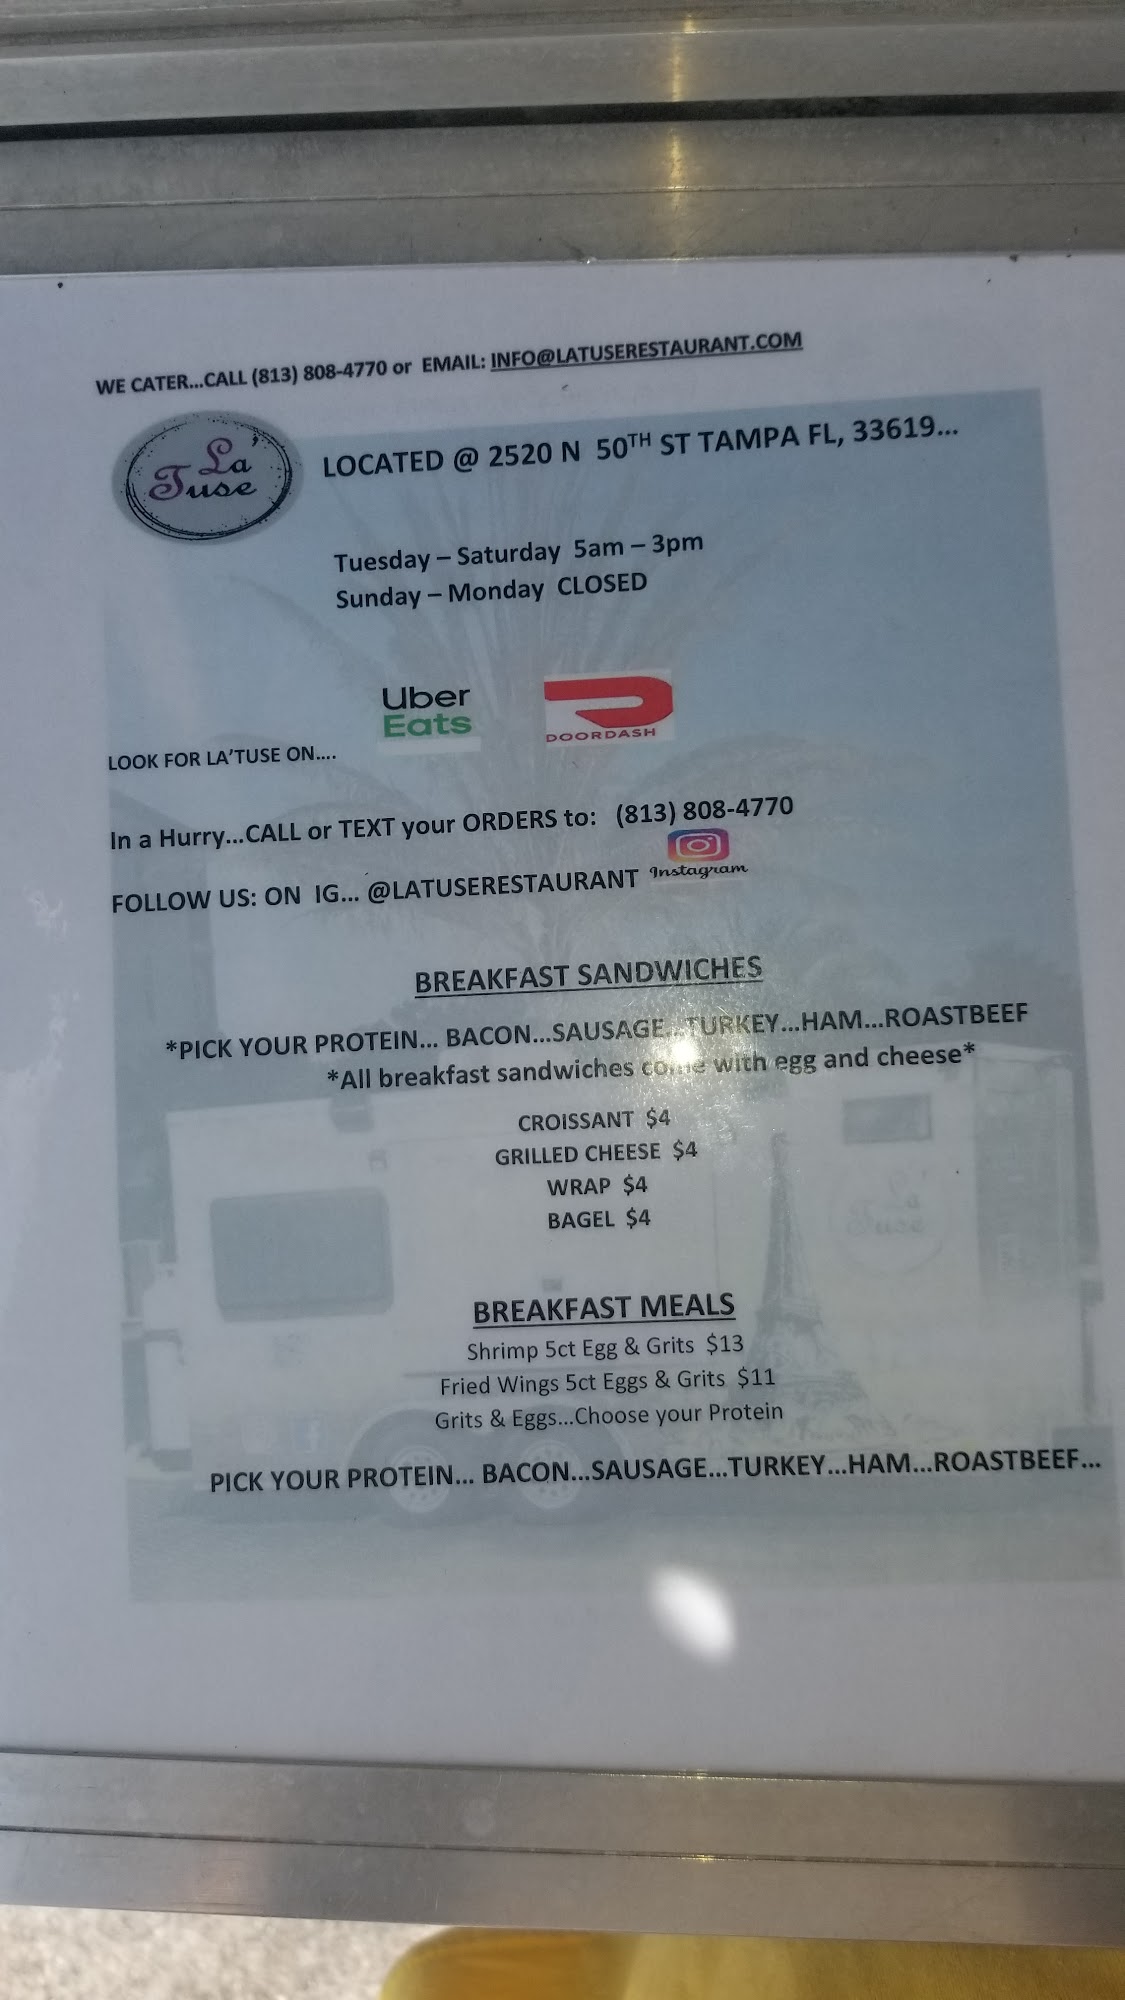 WE CATER...CALL (813) 808-4770 or EMAIL: INFO@LATUSERESTAURANT.COM
La'
Tuse
LOCATED @ 2520 N 50TH ST TAMPA FL, 33619...
Tuesday – Saturday 5am – 3pm
Sunday – Monday CLOSED
Uber
Eats
DOORDASH
LOOK FOR LA'TUSE ON....
In a Hurry...CALL or TEXT your ORDERS to: (813) 808-4770
FOLLOW US: ON IG... @LATUSERESTAURANT Instagram
BREAKFAST SANDWICHES
*PICK YOUR PROTEIN... BACON...SAUSAGE...TURKEY...HAM...ROASTBEEF
*All breakfast sandwiches come with egg and cheese*
CROISSANT $4
GRILLED CHEESE $4
WRAP $4
BAGEL $4
La'
Tuse
BREAKFAST MEALS
Shrimp 5ct Egg & Grits $13
Fried Wings 5ct Eggs & Grits $11
Grits & Eggs...Choose your Protein
PICK YOUR PROTEIN... BACON...SAUSAGE...TURKEY...HAM...ROASTBEEF...